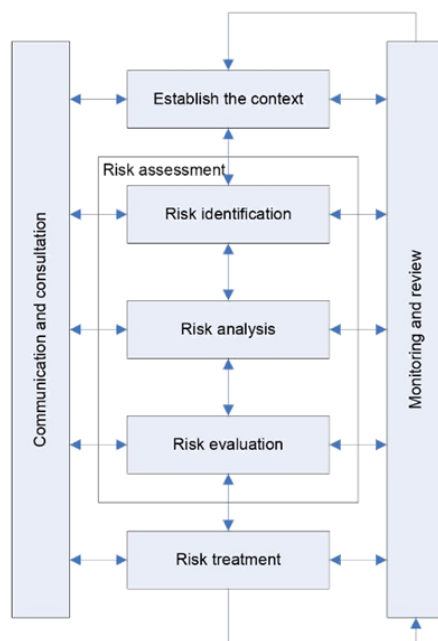 Establish the context
Risk assessment
Risk identification
Risk analysis
Risk evaluation
Risk treatment
Communication and consultation
Monitoring and review